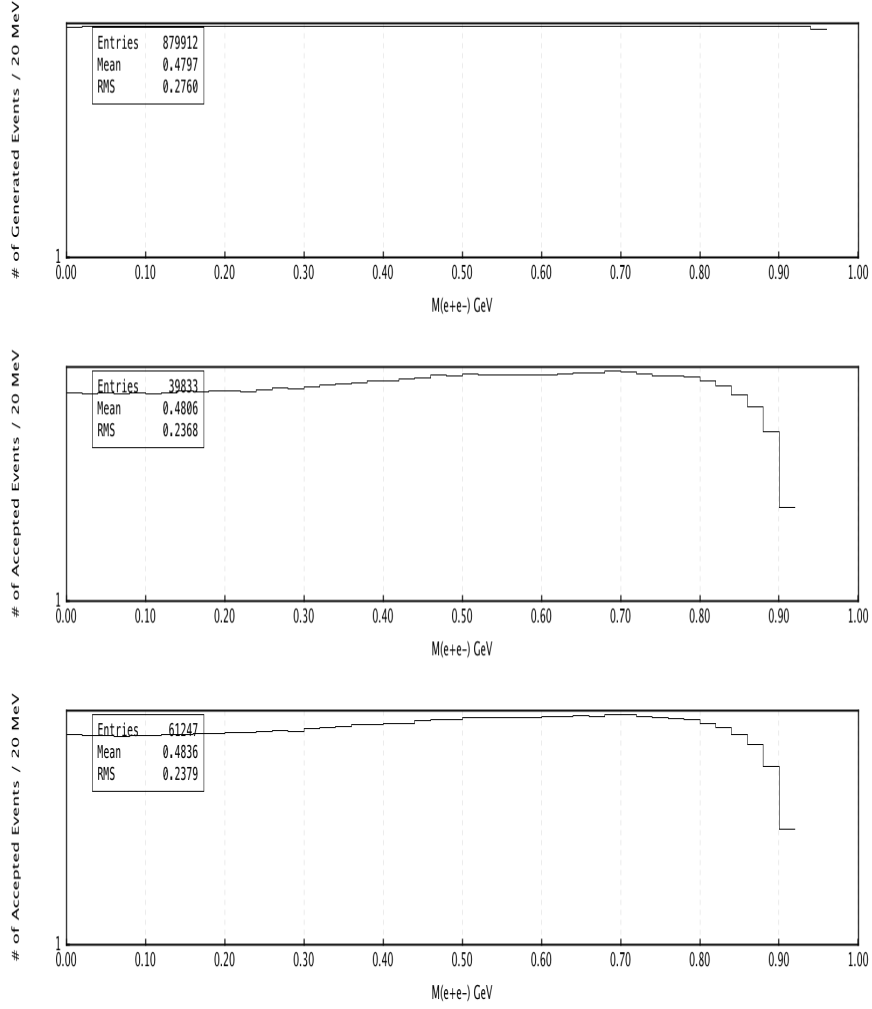 # of Generated Events / 20 MeV
Entries 879912
Mean 0.4797
RMS 0.2760
1
0.00 0.10 0.20 0.30 0.40 0.50 0.60 0.70 0.80 0.90 1.00
M(e+e−) GeV
# of Accepted Events / 20 MeV
Entries 39833
Mean 0.4806
RMS 0.2368
1
0.00 0.10 0.20 0.30 0.40 0.50 0.60 0.70 0.80 0.90 1.00
M(e+e−) GeV
# of Accepted Events / 20 MeV
Entries 61247
Mean 0.4836
RMS 0.2379
1
0.00 0.10 0.20 0.30 0.40 0.50 0.60 0.70 0.80 0.90 1.00
M(e+e−) GeV